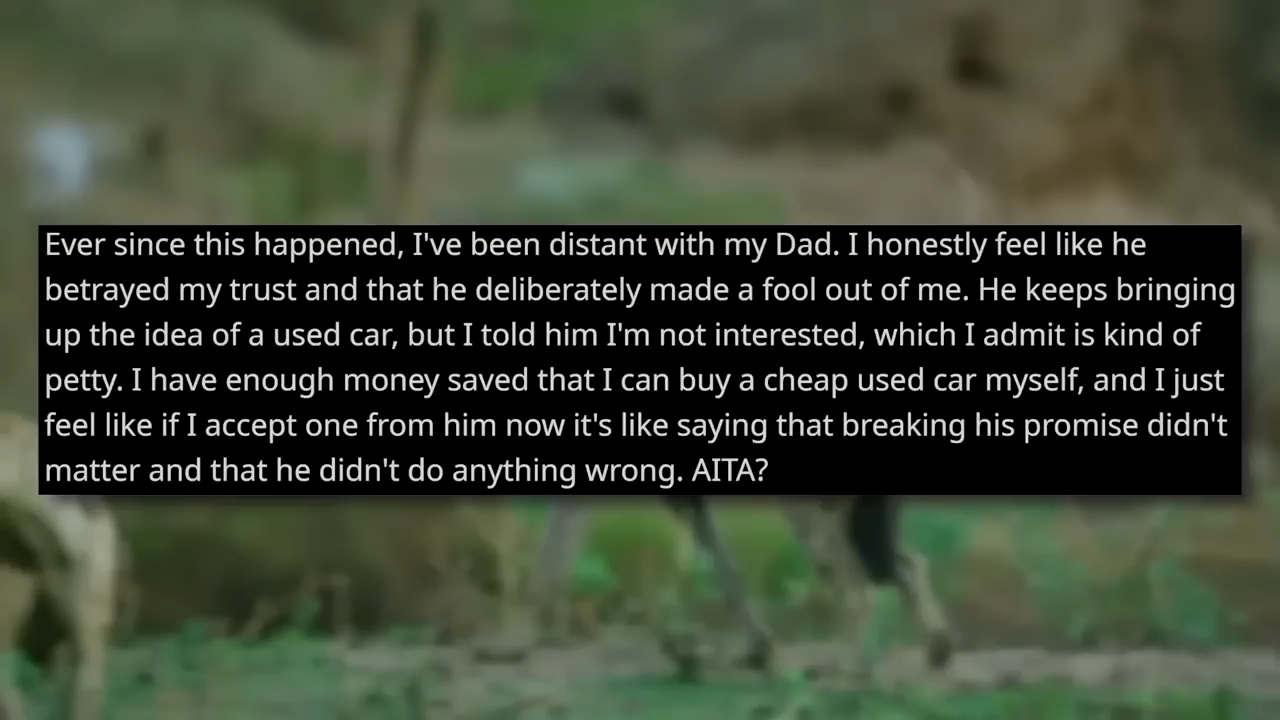 Ever since this happened, I've been distant with my Dad. I honestly feel like he
betrayed my trust and that he deliberately made a fool out of me. He keeps bringing
up the idea of a used car, but I told him I'm not interested, which I admit is kind of
petty. I have enough money saved that I can buy a cheap used car myself, and I just
feel like if I accept one from him now it's like saying that breaking his promise didn't
matter and that he didn't do anything wrong. AITA?